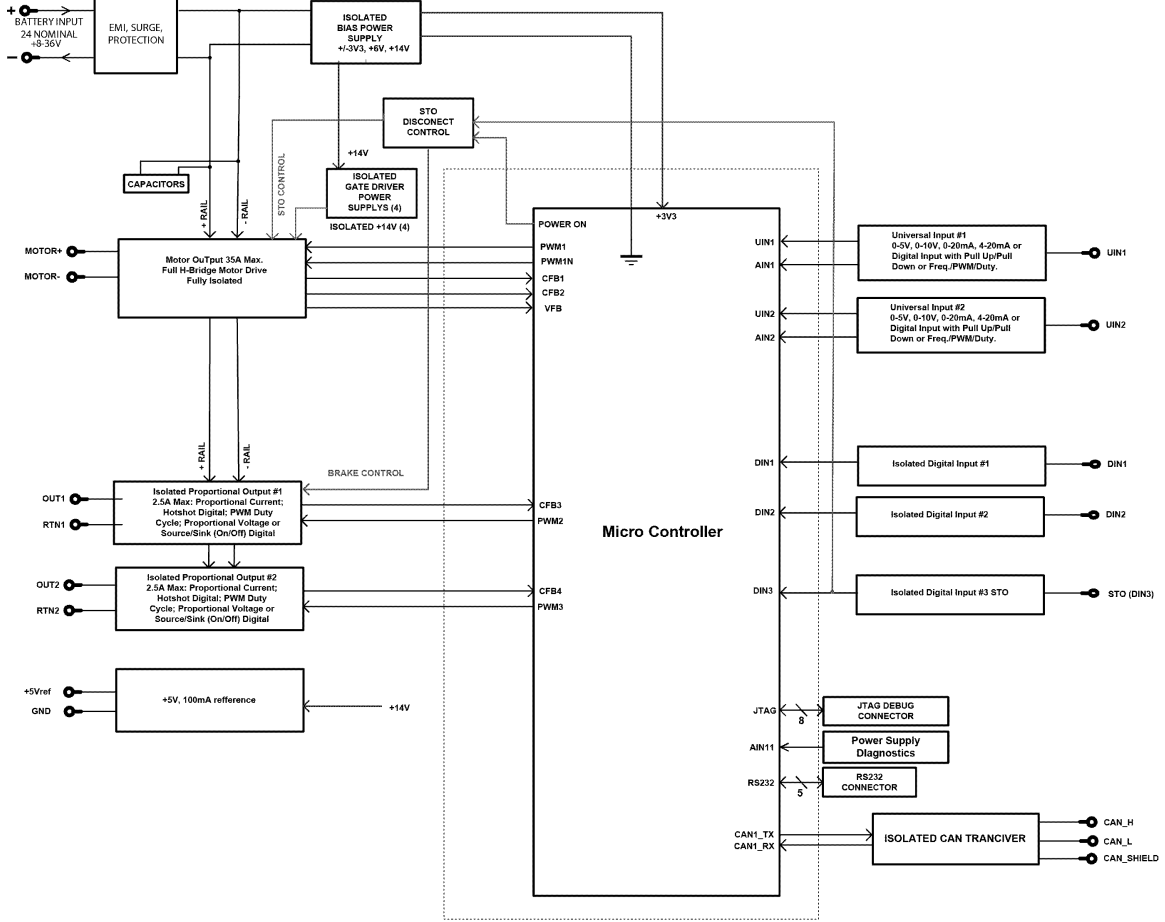 +
BATTERY INPUT
24 NOMINAL
+8-36V
−
EMI, SURGE,
PROTECTION
ISOLATED
BIAS POWER
SUPPLY
+/-3V3, +6V, +14V
STO
DISCONECT
CONTROL
+14V
ISOLATED
GATE DRIVER
POWER
SUPPLYS (4)
ISOLATED +14V (4)
STO CONTROL
CAPACITORS
+ RAIL
- RAIL
MOTOR+
MOTOR-
Motor OuTput 35A Max.
Full H-Bridge Motor Drive
Fully Isolated
+ RAIL
- RAIL
BRAKE CONTROL
OUT1
RTN1
Isolated Proportional Output #1
2.5A Max: Proportional Current;
Hotshot Digital; PWM Duty
Cycle; Proportional Voltage or
Source/Sink (On/Off) Digital
OUT2
RTN2
Isolated Proportional Output #2
2.5A Max: Proportional Current;
Hotshot Digital; PWM Duty
Cycle; Proportional Voltage or
Source/Sink (On/Off) Digital
+5Vref
GND
+5V, 100mA refference
+14V
+3V3
POWER ON
PWM1
PWM1N
CFB1
CFB2
VFB
CFB3
PWM2
CFB4
PWM3
Micro Controller
UIN1
AIN1
UIN2
AIN2
DIN1
DIN2
DIN3
JTAG
AIN11
RS232
CAN1_TX
CAN1_RX
Universal Input #1
0-5V, 0-10V, 0-20mA, 4-20mA or
Digital Input with Pull Up/Pull
Down or Freq./PWM/Duty.
UIN1
Universal Input #2
0-5V, 0-10V, 0-20mA, 4-20mA or
Digital Input with Pull Up/Pull
Down or Freq./PWM/Duty.
UIN2
Isolated Digital Input #1
DIN1
Isolated Digital Input #2
DIN2
Isolated Digital Input #3 STO
STO (DIN3)
8
JTAG DEBUG
CONNECTOR
Power Supply
DIagnostics
5
RS232
CONNECTOR
ISOLATED CAN TRANCIVER
CAN_H
CAN_L
CAN_SHIELD